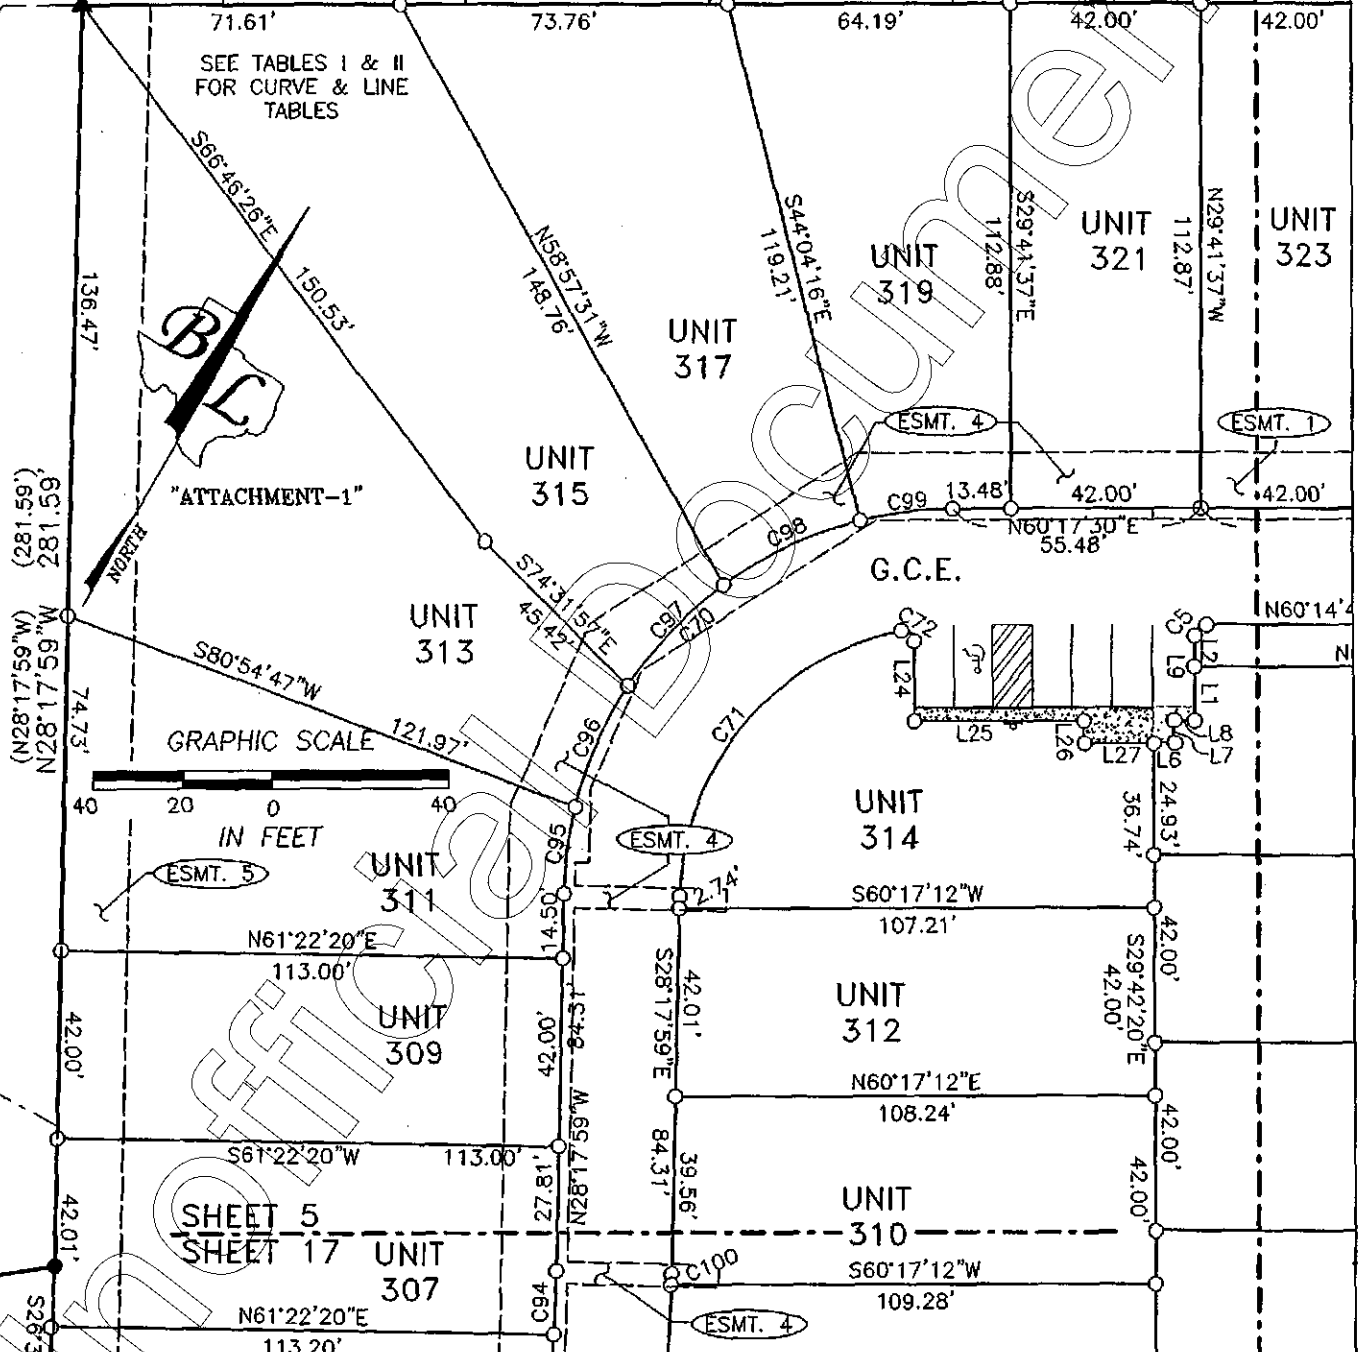 71.61'
73.76'
64.19'
42.00'
42.00'
SEE TABLES I & II
FOR CURVE & LINE
TABLES
S66°46'26"E
150.53'
N58°57'31"W
148.76'
S44°04'16"E
119.21'
S29°41'37"E
112.88'
N29°41'37"W
112.87'
UNIT
319
UNIT
321
UNIT
323
136.47'
B
L
UNIT
317
ESMT. 4
ESMT. 1
UNIT
315
"ATTACHMENT-1"
NORTH
(281.59')
281.59'
C98
C99
13.48'
42.00'
42.00'
N60°17'30"E
55.48'
G.C.E.
S74°31'57"E
45.42'
C97
C70
UNIT
313
(N28°17'59"W)
N28°17'59"W
S80°54'47"W
121.97'
74.73'
C72
C5
N60°14'4
L2
L9
L1
L24
L25
L26
L27
L6
L8
L7
C71
C96
GRAPHIC SCALE
40
20
0
40
IN FEET
UNIT
314
36.74'
24.93'
ESMT. 4
C95
ESMT. 5
UNIT
311
14.50'
2.74'
S60°17'12"W
107.21'
N61°22'20"E
113.00'
S28°17'59"E
42.01'
UNIT
312
S29°42'20"E
42.00'
42.00'
42.00'
UNIT
309
42.00'
84.31'
N60°17'12"E
108.24'
S61°22'20"W
113.00'
N28°17'59"W
27.81'
84.31'
39.56'
42.00'
42.00'
42.01'
SHEET 5
SHEET 17
UNIT
307
UNIT
310
C100
S60°17'12"W
109.28'
C94
N61°22'20"E
113.20'
ESMT. 4
Unofficial Document